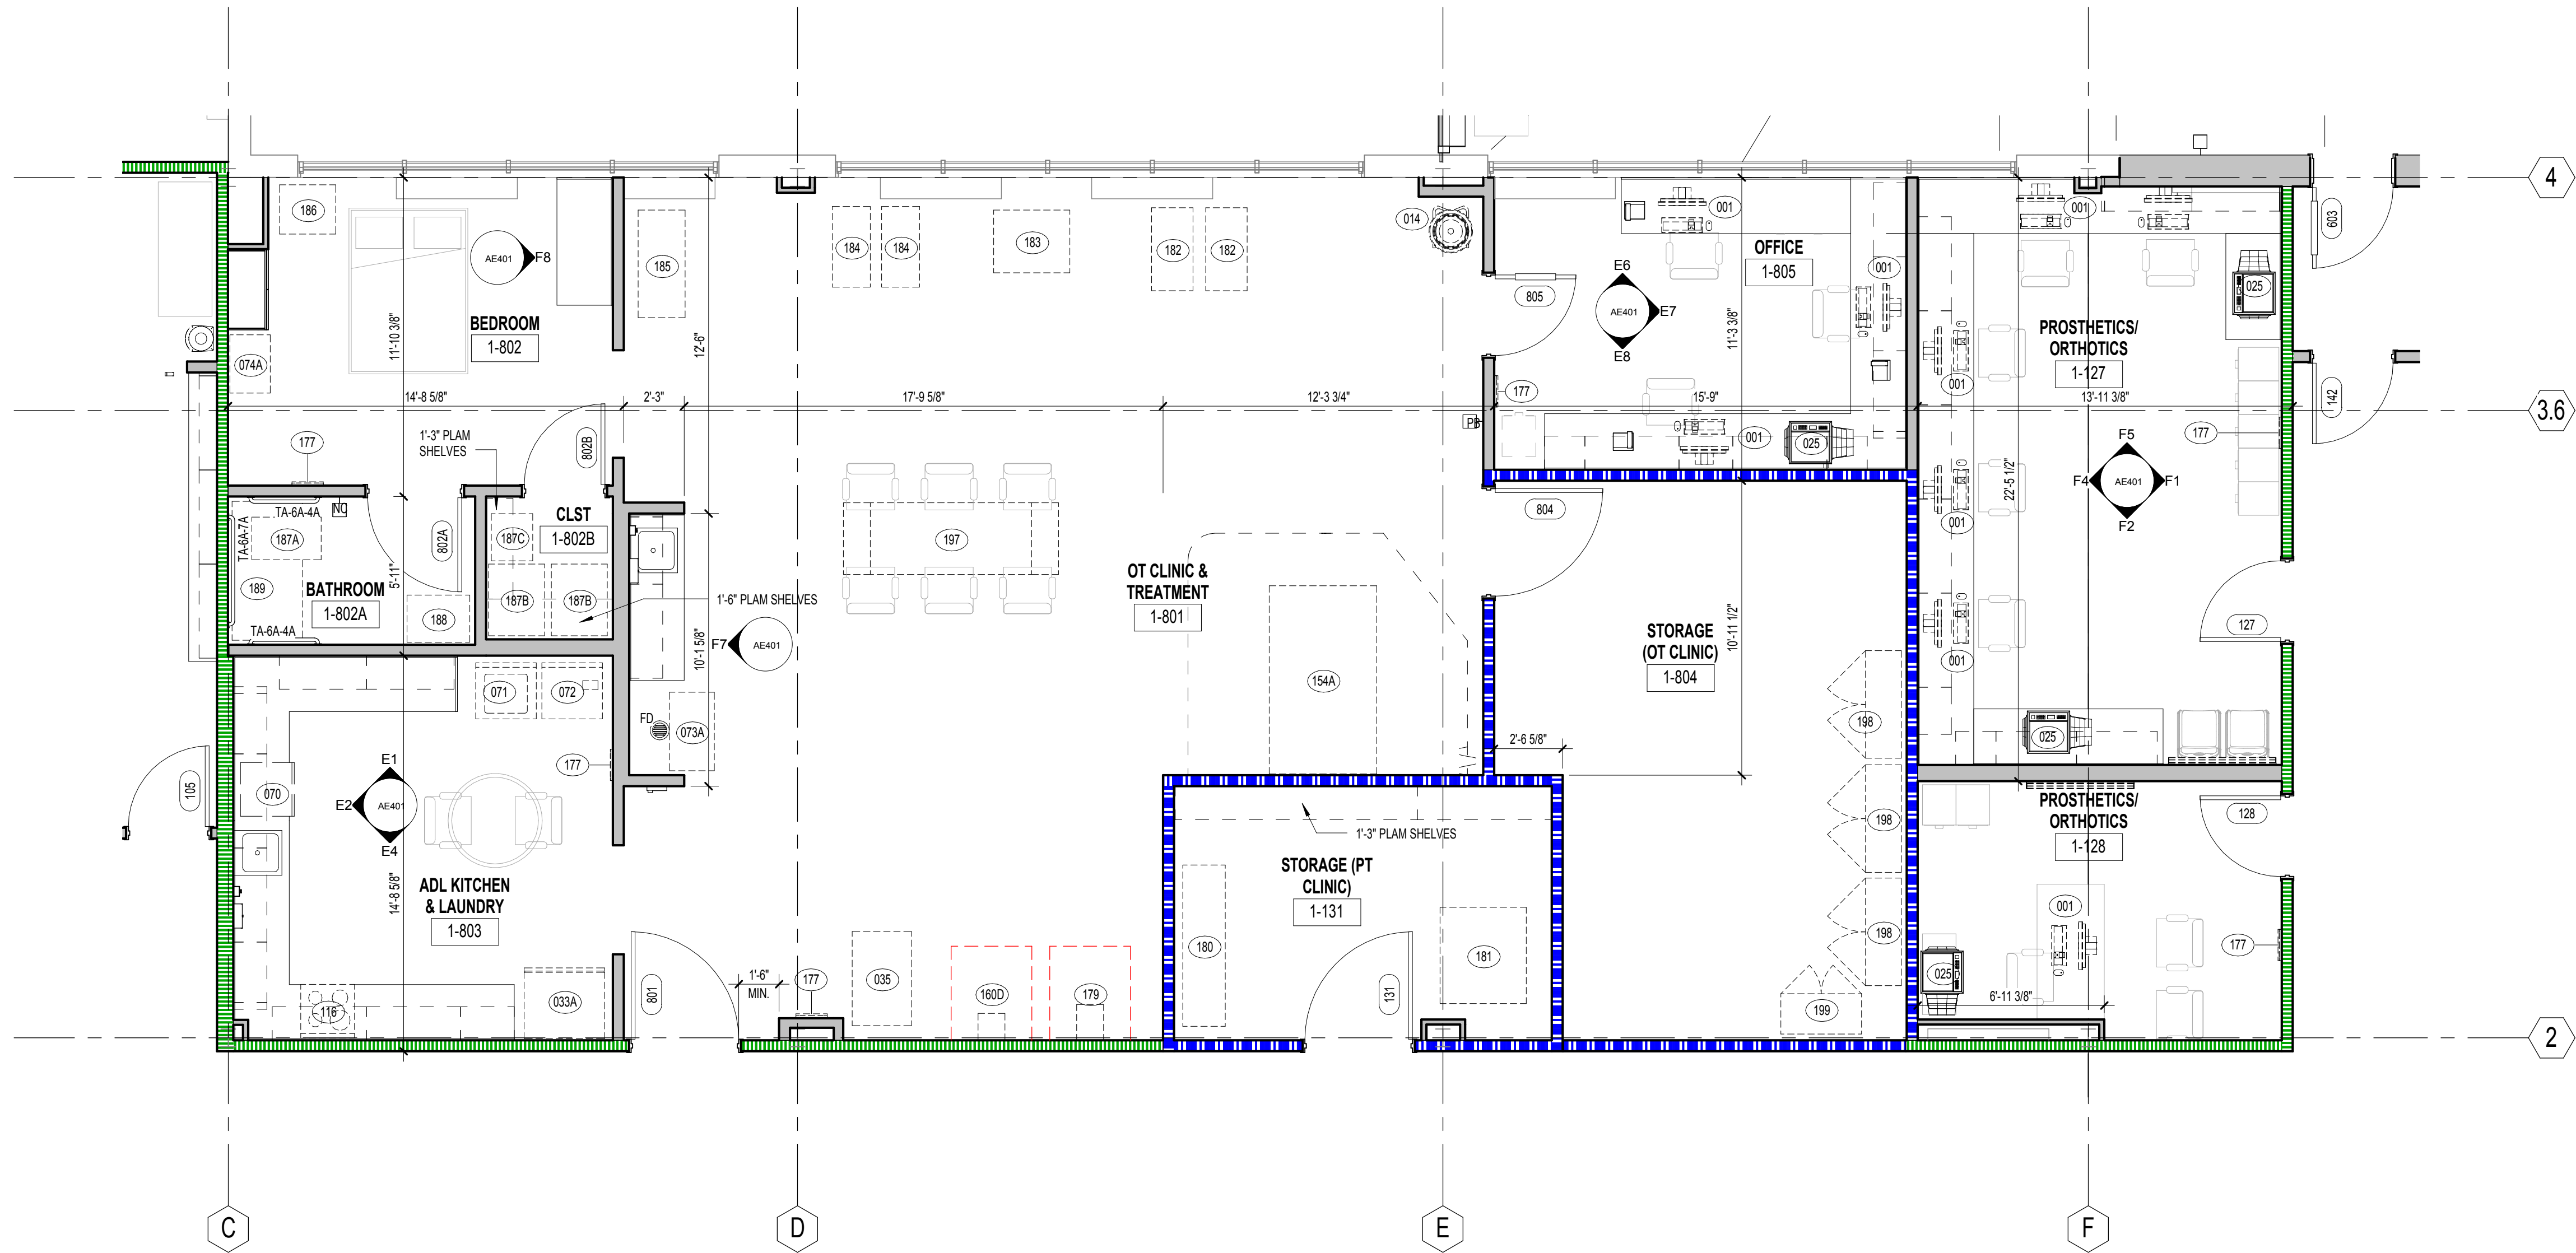 4
603
186
014
184
184
183
182
182
001
001
OFFICE
1-805
185
AE401
F8
E6
AE401
E7
E8
805
001
025
BEDROOM
1-802
074A
11'-10 3/8"
12'-6"
11'-3 3/8"
PROSTHETICS/
ORTHOTICS
1-127
001
142
14'-8 5/8"
2'-3"
17'-9 5/8"
12'-3 3/4"
177
15'-9"
13'-11 3/8"
3.6
177
1'-3" PLAM
SHELVES
802B
PB
001
025
177
F5
F4
AE401
F1
F2
22'-5 1/2"
TA-6A-4A
NC
TA-6A-7A
187A
802A
187C
CLST
1-802B
804
001
197
189
BATHROOM
1-802A
5'-11"
187B
187B
1'-6" PLAM SHELVES
188
TA-6A-4A
OT CLINIC &
TREATMENT
1-801
127
F7
AE401
10'-1 5/8"
STORAGE
(OT CLINIC)
1-804
10'-11 1/2"
001
154A
071
072
FD
073A
198
025
2'-6 5/8"
177
105
070
E1
E2
AE401
E4
PROSTHETICS/
ORTHOTICS
1-128
128
198
1'-3" PLAM SHELVES
STORAGE (PT
CLINIC)
1-131
ADL KITCHEN
& LAUNDRY
1-803
14'-8 5/8"
001
198
180
181
177
1'-6"
MIN.
177
035
160D
179
025
6'-11 3/8"
116
033A
801
131
199
2
C
D
E
F